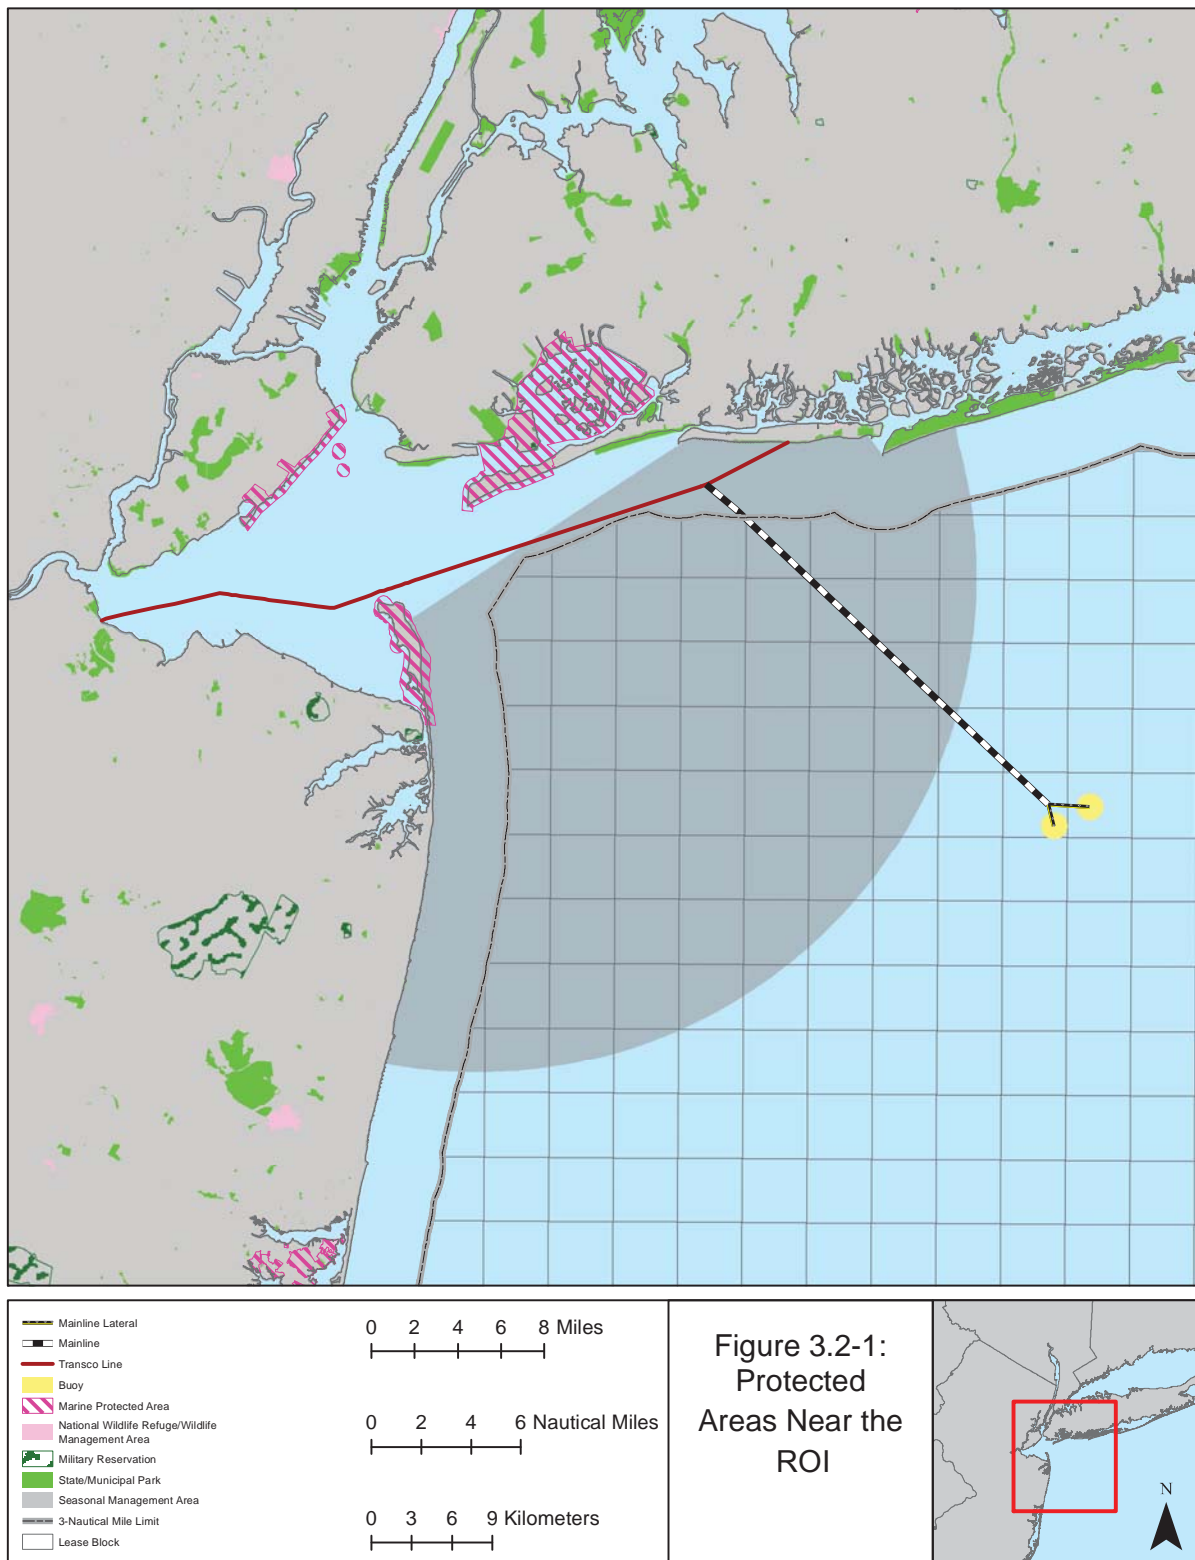 Mainline Lateral
Mainline
Transco Line
Buoy
Marine Protected Area
National Wildlife Refuge/Wildlife
Management Area
Military Reservation
State/Municipal Park
Seasonal Management Area
3-Nautical Mile Limit
Lease Block
0 2 4 6 8 Miles
0 2 4 6 Nautical Miles
0 3 6 9 Kilometers
Figure 3.2-1:
Protected
Areas Near the
ROI
N